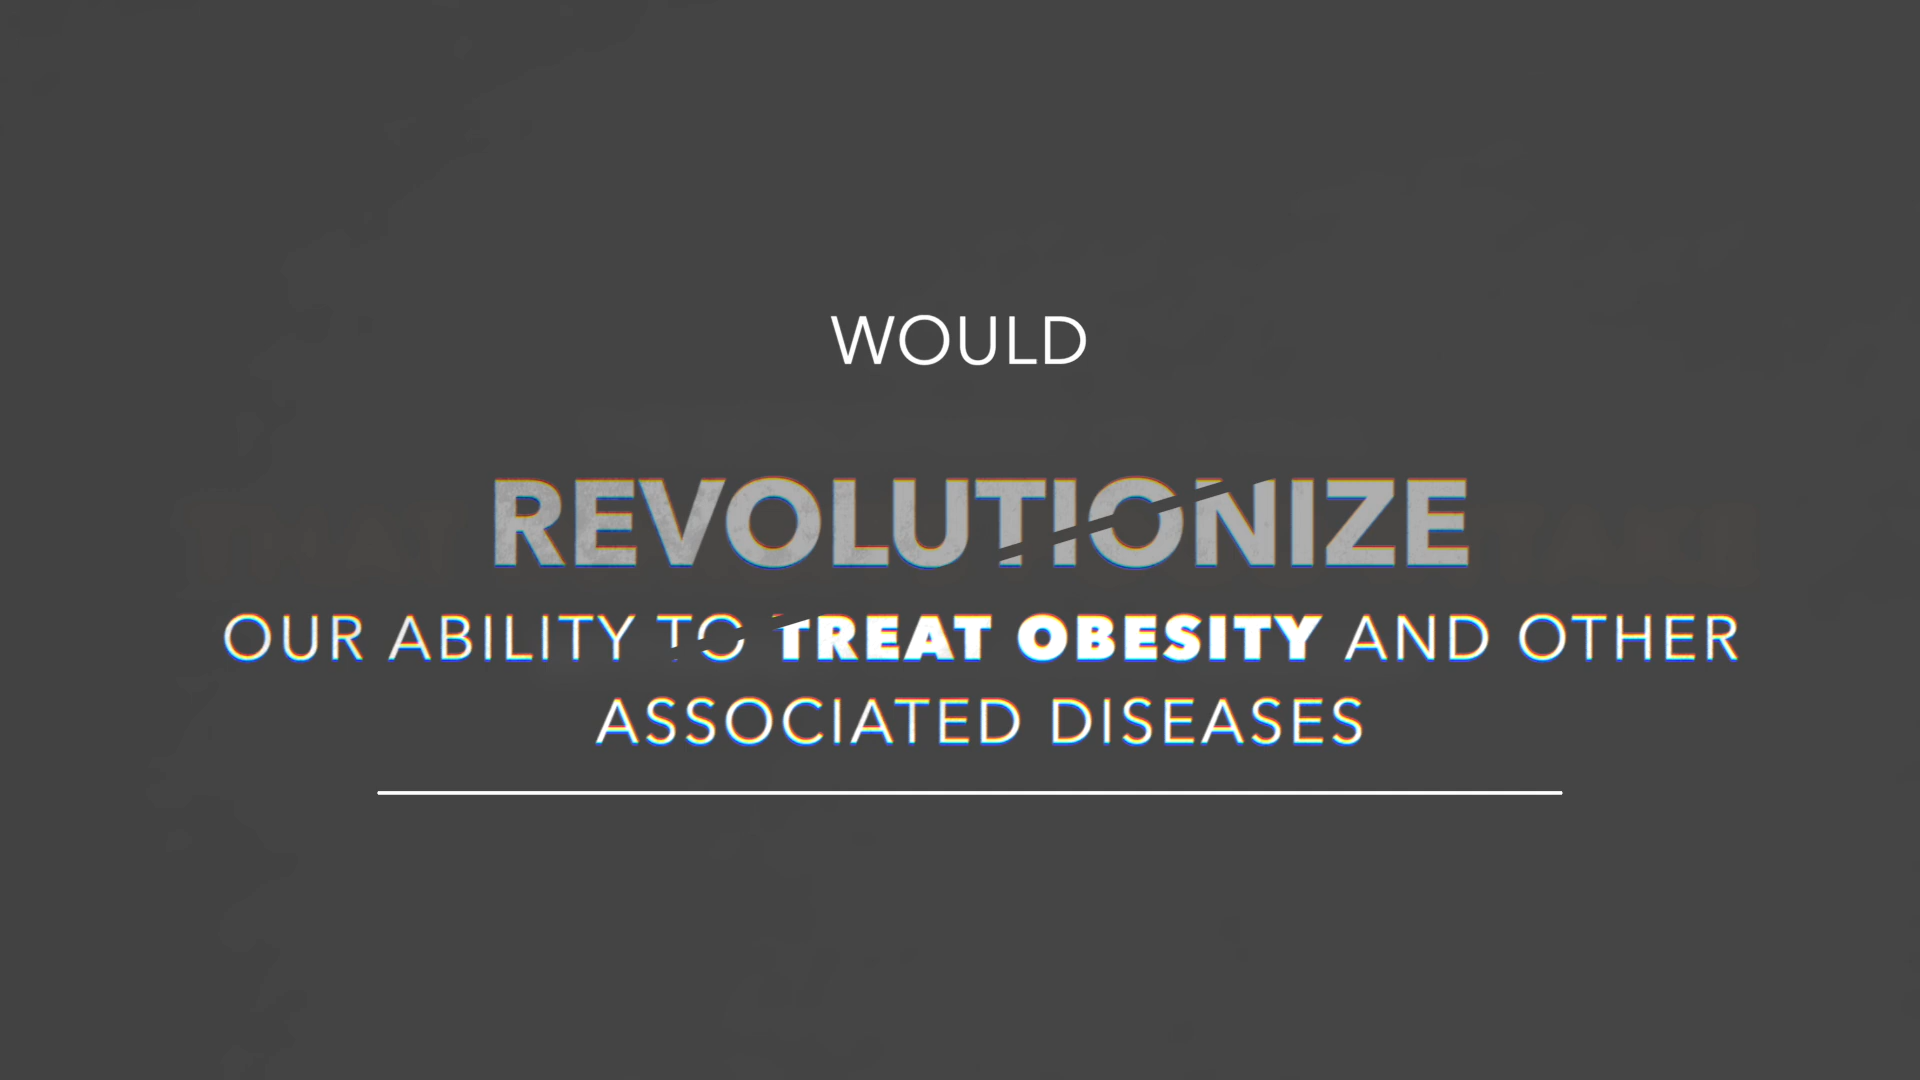 WOULD
REVOLUTIONIZE
OUR ABILITY TO TREAT OBESITY AND OTHER
ASSOCIATED DISEASES